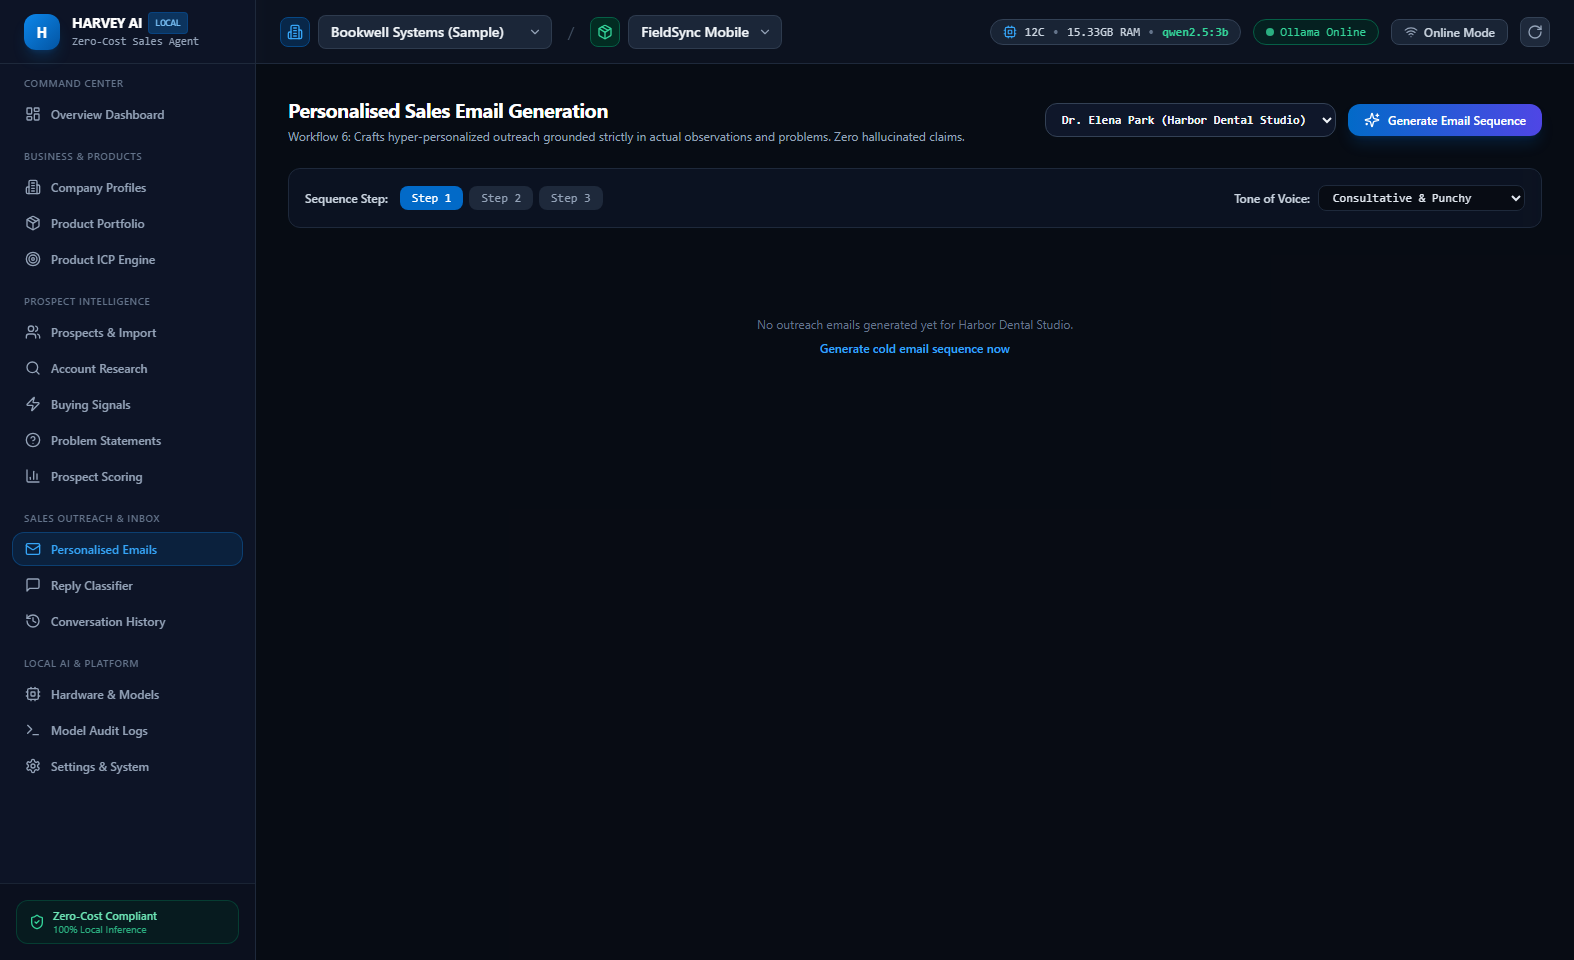 H
HARVEY AI LOCAL
Zero-Cost Sales Agent
Bookwell Systems (Sample)
/
FieldSync Mobile
12C • 15.33GB RAM • qwen2.5:3b
Ollama Online
Online Mode
COMMAND CENTER
Overview Dashboard
BUSINESS & PRODUCTS
Company Profiles
Product Portfolio
Product ICP Engine
PROSPECT INTELLIGENCE
Prospects & Import
Account Research
Buying Signals
Problem Statements
Prospect Scoring
SALES OUTREACH & INBOX
Personalised Emails
Reply Classifier
Conversation History
LOCAL AI & PLATFORM
Hardware & Models
Model Audit Logs
Settings & System
Zero-Cost Compliant
100% Local Inference
Personalised Sales Email Generation
Workflow 6: Crafts hyper-personalized outreach grounded strictly in actual observations and problems. Zero hallucinated claims.
Dr. Elena Park (Harbor Dental Studio)
Generate Email Sequence
Sequence Step: Step 1 Step 2 Step 3
Tone of Voice: Consultative & Punchy
No outreach emails generated yet for Harbor Dental Studio.
Generate cold email sequence now